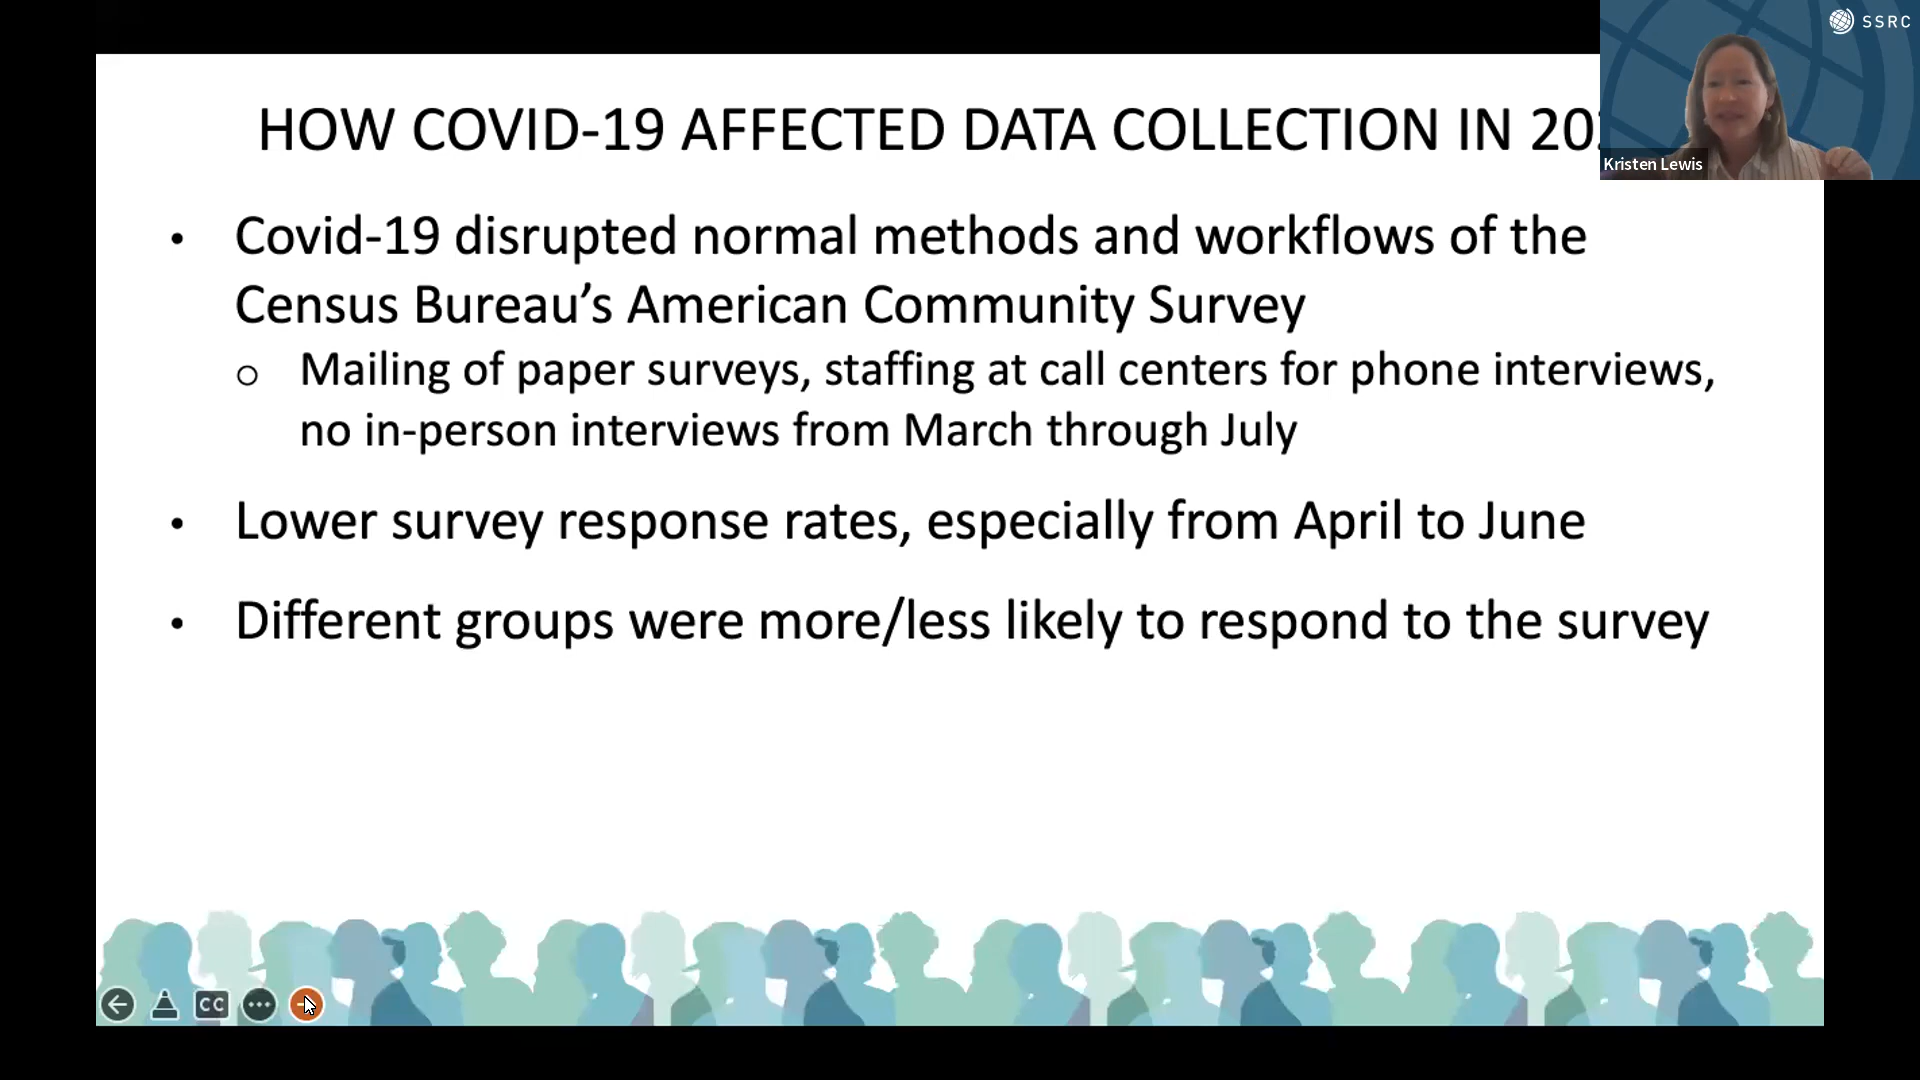 SSRC
HOW COVID-19 AFFECTED DATA COLLECTION IN
Kristen Lewis
• Covid-19 disrupted normal methods and workflows of the
Census Bureau’s American Community Survey
o Mailing of paper surveys, staffing at call centers for phone interviews,
no in-person interviews from March through July
• Lower survey response rates, especially from April to June
• Different groups were more/less likely to respond to the survey
CC